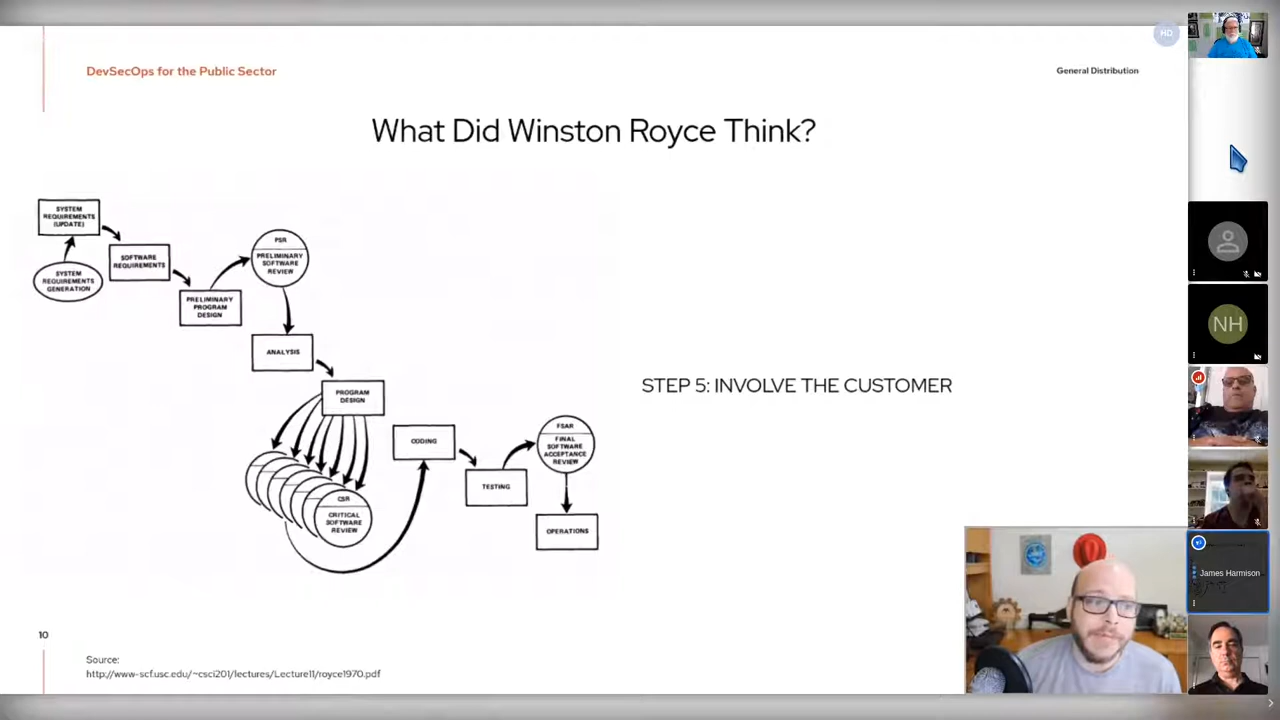 HD
DevSecOps for the Public Sector
General Distribution
What Did Winston Royce Think?
SYSTEM
REQUIREMENTS
(UPDATE)
SYSTEM
REQUIREMENTS
GENERATION
SOFTWARE
REQUIREMENTS
PRELIMINARY
PROGRAM
DESIGN
PSR
PRELIMINARY
SOFTWARE
REVIEW
ANALYSIS
PROGRAM
DESIGN
CSR
CRITICAL
SOFTWARE
REVIEW
CODING
TESTING
FSAR
FINAL
SOFTWARE
ACCEPTANCE
REVIEW
OPERATIONS
STEP 5: INVOLVE THE CUSTOMER
NH
James Harmison
10
Source:
http://www-scf.usc.edu/~csci201/lectures/Lecture11/royce1970.pdf